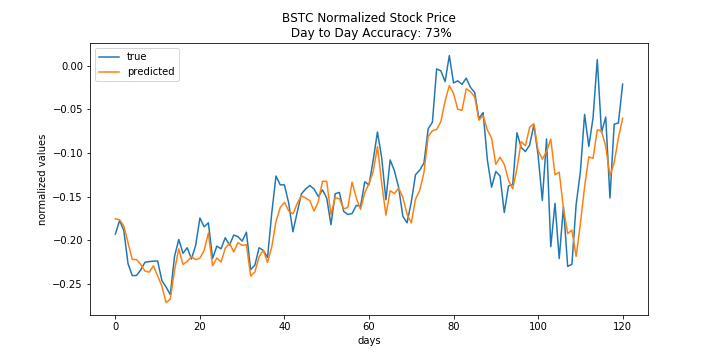 BSTC Normalized Stock Price
Day to Day Accuracy: 73%
true
predicted
0.00
−0.05
−0.10
−0.15
−0.20
−0.25
normalized values
0
20
40
60
80
100
120
days